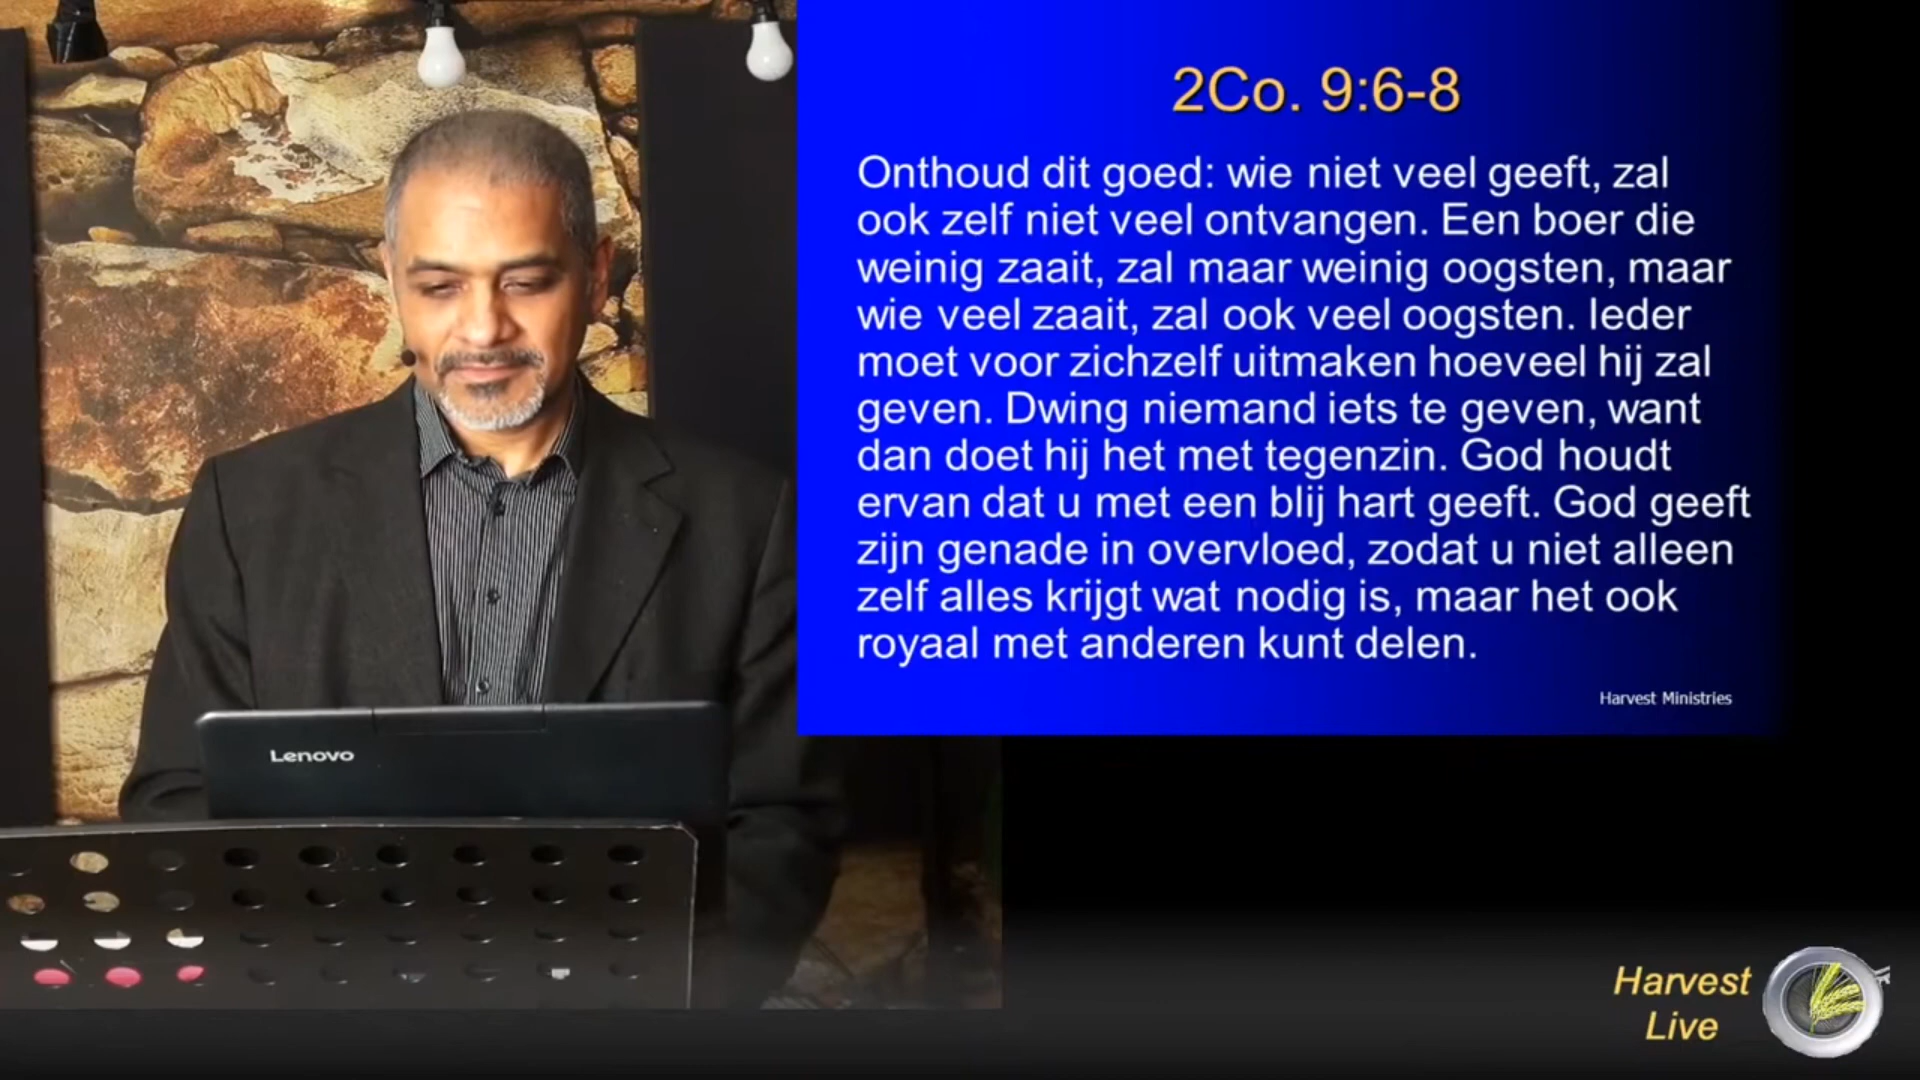 2Co. 9:6-8
Onthoud dit goed: wie niet veel geeft, zal
ook zelf niet veel ontvangen. Een boer die
weinig zaait, zal maar weinig oogsten, maar
wie veel zaait, zal ook veel oogsten. Ieder
moet voor zichzelf uitmaken hoeveel hij zal
geven. Dwing niemand iets te geven, want
dan doet hij het met tegenzin. God houdt
ervan dat u met een blij hart geeft. God geeft
zijn genade in overvloed, zodat u niet alleen
zelf alles krijgt wat nodig is, maar het ook
royaal met anderen kunt delen.
Harvest Ministries
Lenovo
Harvest
Live